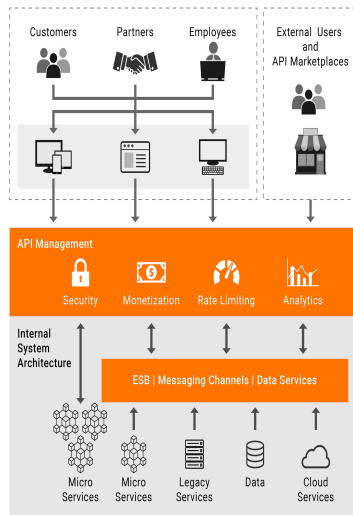 Customers
Partners
Employees
External Users
and
API Marketplaces
API Management
Security
Monetization
Rate Limiting
Analytics
Internal
System
Architecture
ESB | Messaging Channels | Data Services
Micro
Services
Micro
Services
Legacy
Services
Data
Cloud
Services